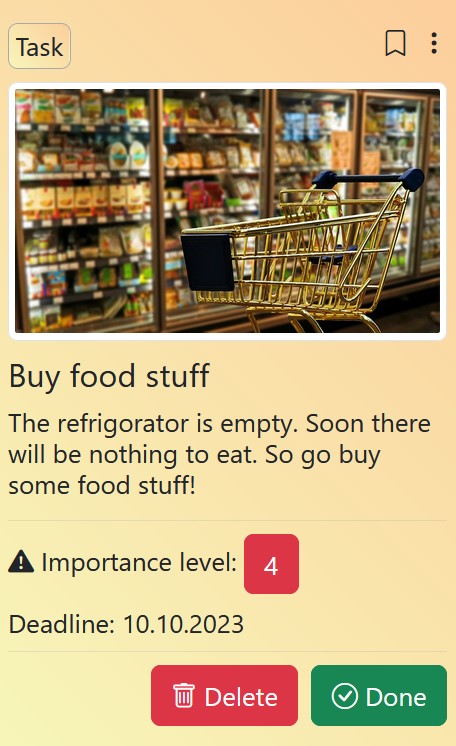 Task
Buy food stuff
The refrigorator is empty. Soon there
will be nothing to eat. So go buy
some food stuff!
Importance level: 4
Deadline: 10.10.2023
Delete Done